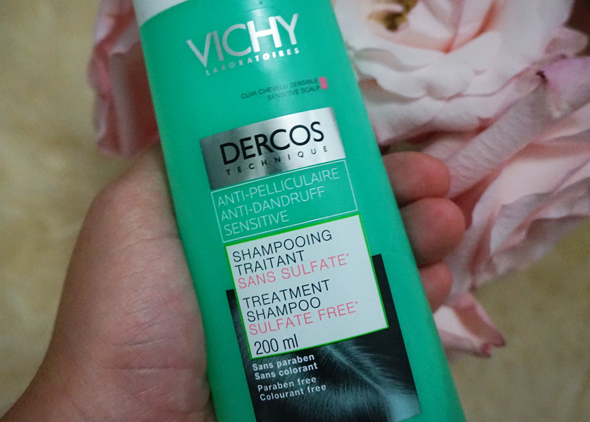 VICHY
LABORATOIRES
CUIR CHEVELU SENSIBLE
SENSITIVE SCALP
DERCOS
TECHNIQUE
ANTI-PELLICULAIRE
ANTI-DANDRUFF
SENSITIVE
SHAMPOOING
TRAITANT
SANS SULFATE*
TREATMENT
SHAMPOO
SULFATE FREE*
200 ml
Sans paraben
Sans colorant
Paraben free
Colourant free